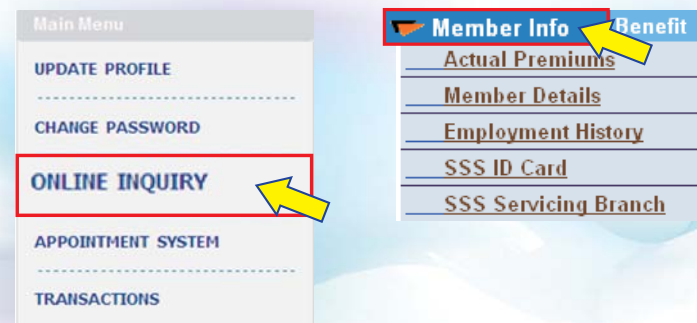 Main Menu
UPDATE PROFILE
CHANGE PASSWORD
ONLINE INQUIRY
APPOINTMENT SYSTEM
TRANSACTIONS
Member Info Benefit
Actual Premiums
Member Details
Employment History
SSS ID Card
SSS Servicing Branch